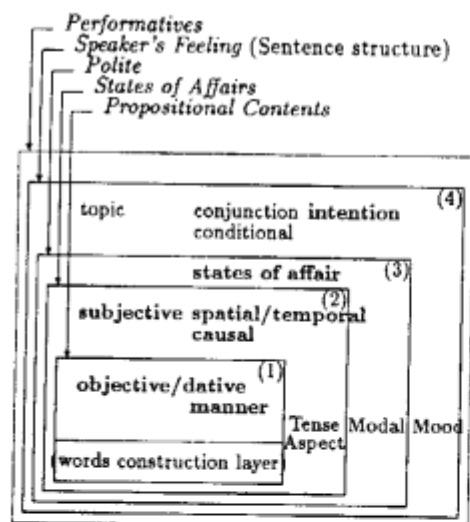 Performatives
Speaker's Feeling (Sentence structure)
Polite
States of Affairs
Propositional Contents
(4)
topic conjunction intention
conditional
(3)
states of affair
(2)
subjective spatial/temporal
causal
(1)
objective/dative
manner
Tense
Aspect Modal Mood
(words construction layer)